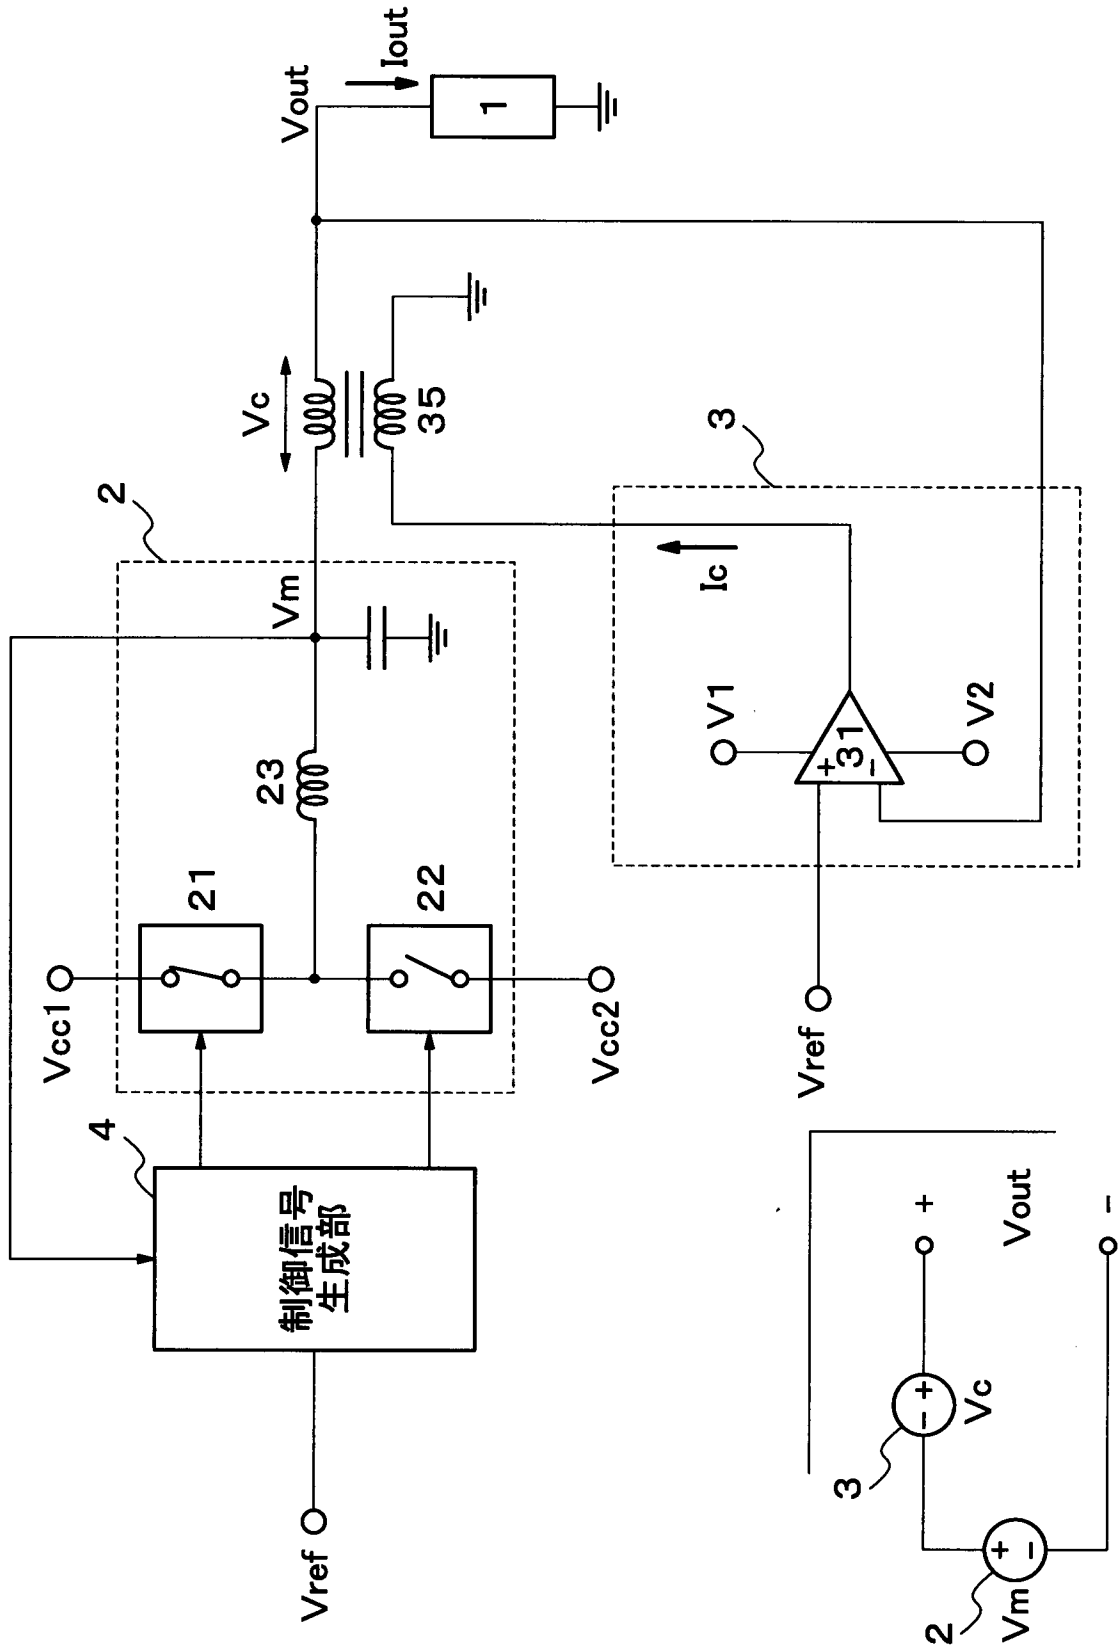 Vref
制御信号
生成部
4
Vcc1
21
22
Vcc2
2
23
Vm
Vc
35
Vout
Iout
1
3
Ic
V1
+
31
−
V2
Vref
2
+
−
Vm
3
−
+
Vc
+
Vout
-